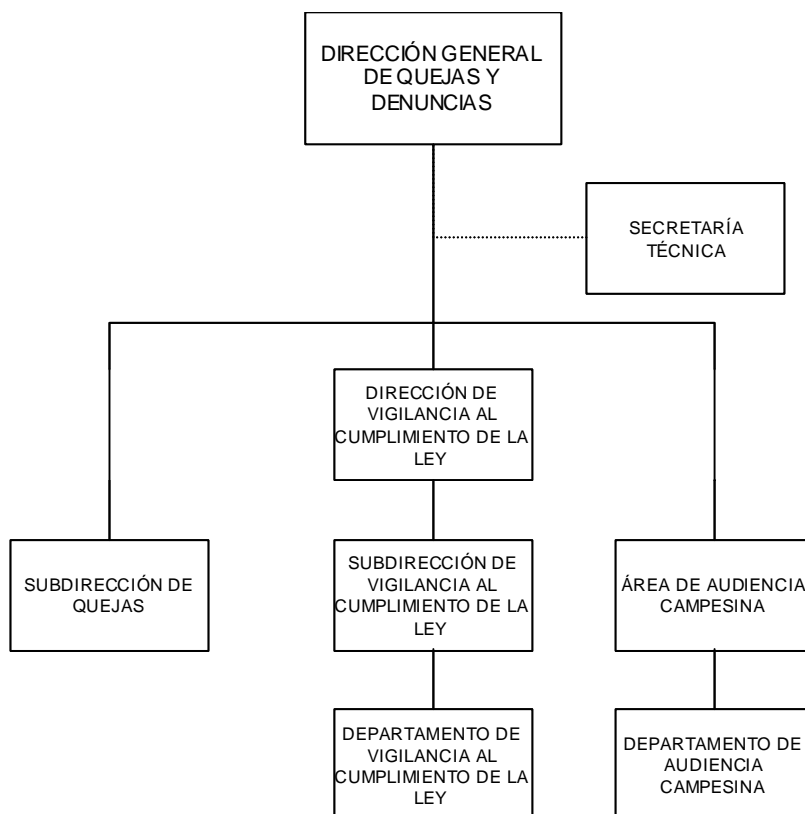 DIRECCIÓN GENERAL
DE QUEJAS Y
DENUNCIAS
SECRETARÍA
TÉCNICA
DIRECCIÓN DE
VIGILANCIA AL
CUMPLIMIENTO DE LA
LEY
SUBDIRECCIÓN DE
QUEJAS
SUBDIRECCIÓN DE
VIGILANCIA AL
CUMPLIMIENTO DE LA
LEY
ÁREA DE AUDIENCIA
CAMPESINA
DEPARTAMENTO DE
VIGILANCIA AL
CUMPLIMIENTO DE LA
LEY
DEPARTAMENTO DE
AUDIENCIA
CAMPESINA